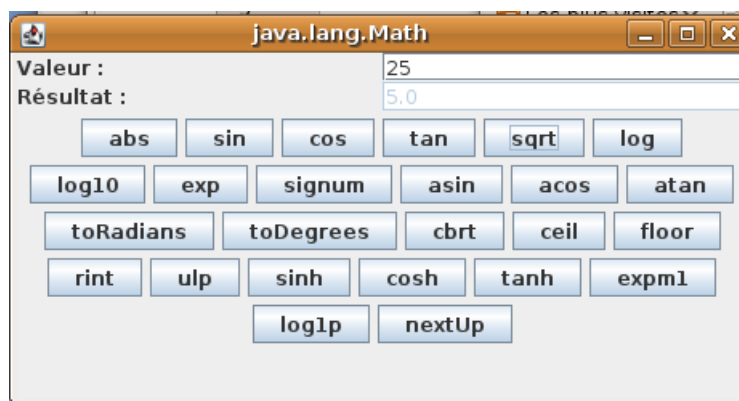 java.lang.Math
Valeur : 25
Résultat : 5.0
abs sin cos tan sqrt log
log10 exp signum asin acos atan
toRadians toDegrees cbrt ceil floor
rint ulp sinh cosh tanh expm1
log1p nextUp